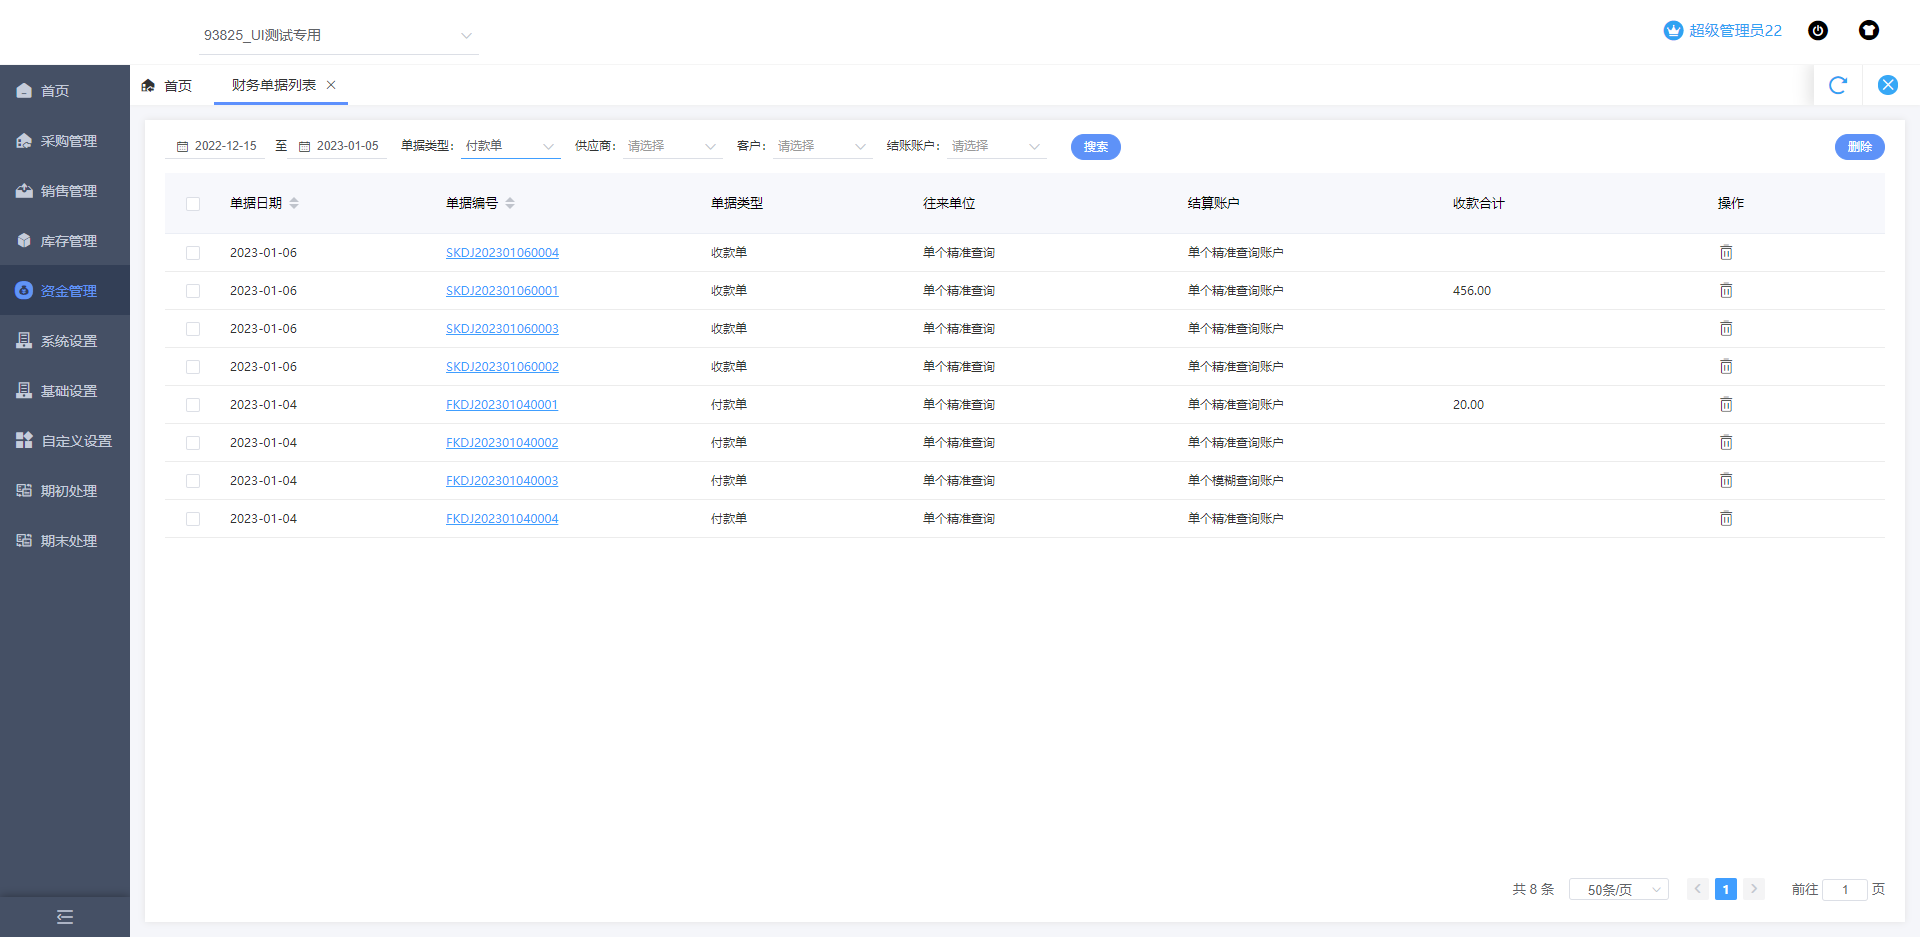 93825_UI测试专用
超级管理员22
首页
采购管理
销售管理
库存管理
资金管理
系统设置
基础设置
自定义设置
期初处理
期末处理
首页 财务单据列表
2022-12-15 至 2023-01-05 单据类型: 付款单 供应商: 请选择 客户: 请选择 结账账户: 请选择 搜索 删除
单据日期 单据编号 单据类型 往来单位 结算账户 收款合计 操作
2023-01-06 SKDJ202301060004 收款单 单个精准查询 单个精准查询账户
2023-01-06 SKDJ202301060001 收款单 单个精准查询 单个精准查询账户 456.00
2023-01-06 SKDJ202301060003 收款单 单个精准查询 单个精准查询账户
2023-01-06 SKDJ202301060002 收款单 单个精准查询 单个精准查询账户
2023-01-04 FKDJ202301040001 付款单 单个精准查询 单个精准查询账户 20.00
2023-01-04 FKDJ202301040002 付款单 单个精准查询 单个精准查询账户
2023-01-04 FKDJ202301040003 付款单 单个精准查询 单个模糊查询账户
2023-01-04 FKDJ202301040004 付款单 单个精准查询 单个精准查询账户
共 8 条 50条/页 1 前往 1 页